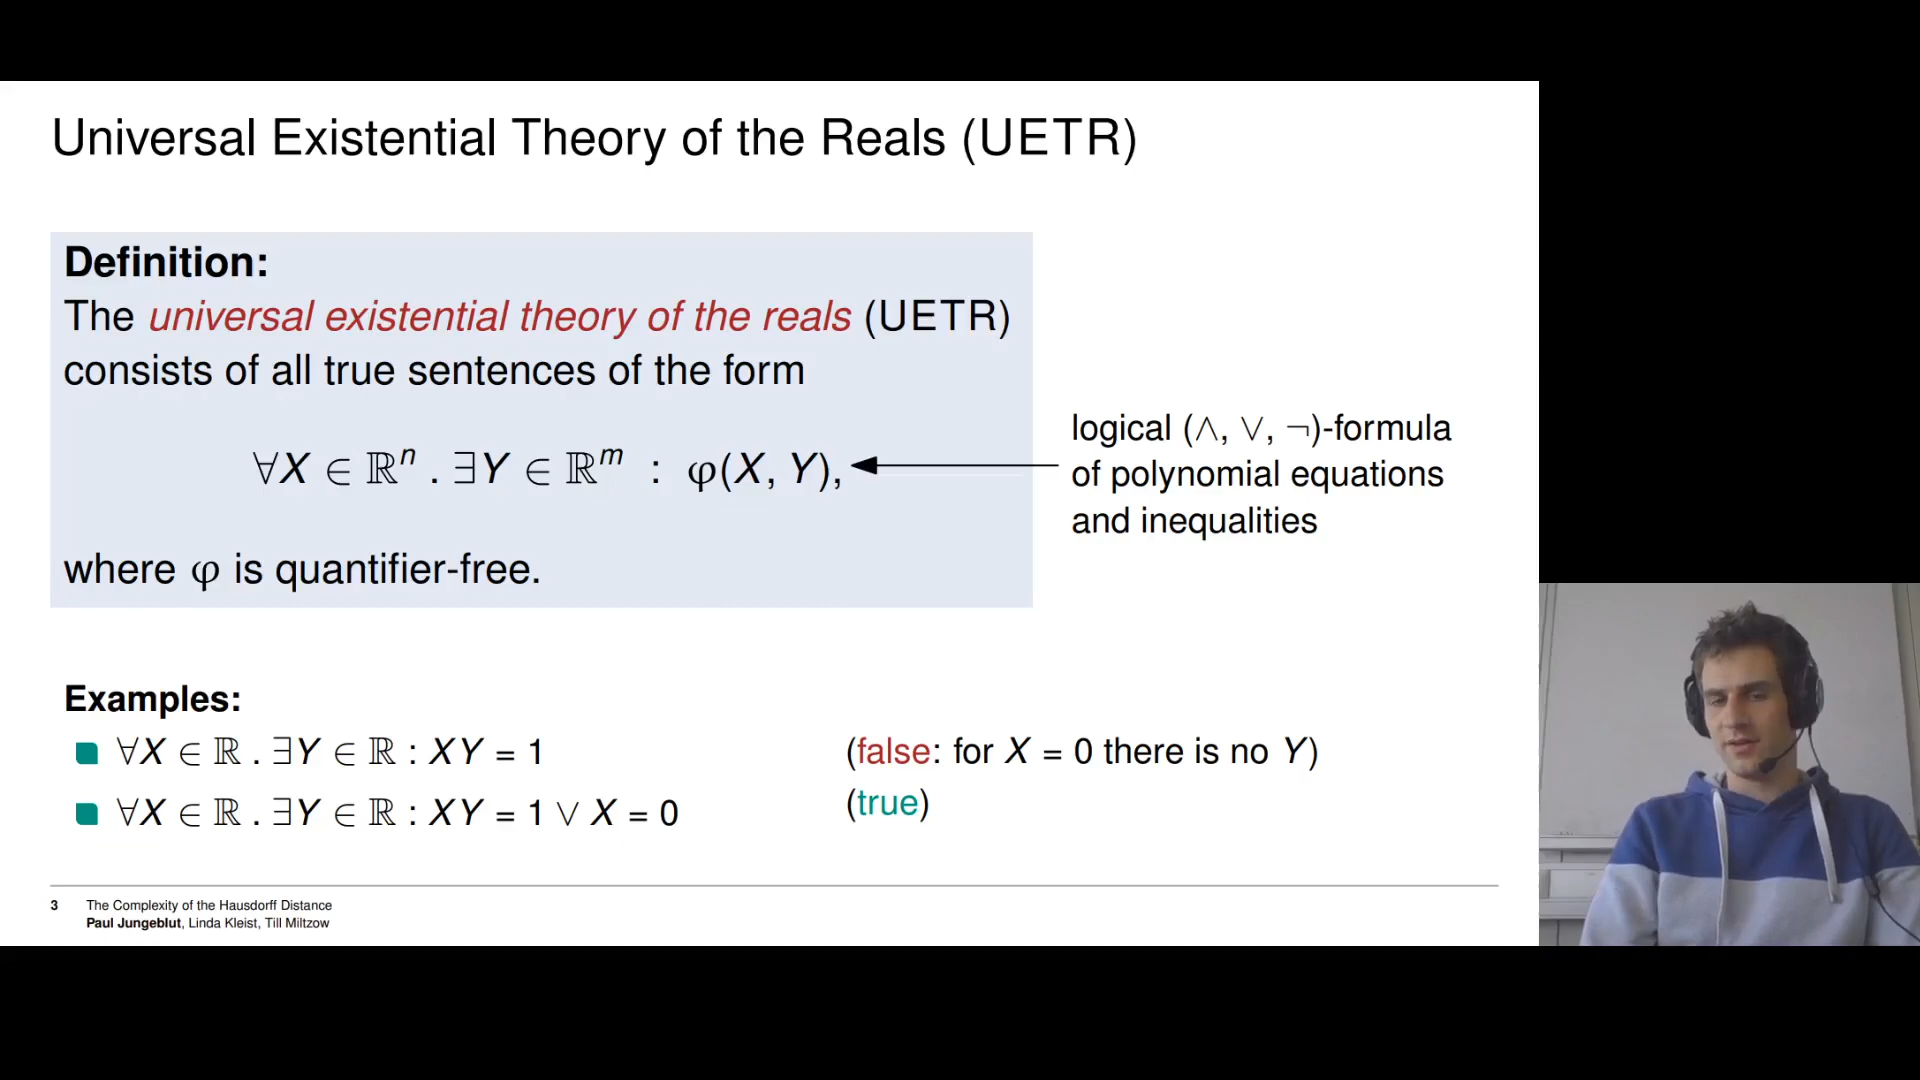 Universal Existential Theory of the Reals (UETR)
Definition:
The universal existential theory of the reals (UETR)
consists of all true sentences of the form
∀X ∈ ℝⁿ . ∃Y ∈ ℝᵐ : φ(X, Y),
where φ is quantifier-free.
logical (∧, ∨, ¬)-formula
of polynomial equations
and inequalities
Examples:
∀X ∈ ℝ . ∃Y ∈ ℝ : XY = 1 (false: for X = 0 there is no Y)
∀X ∈ ℝ . ∃Y ∈ ℝ : XY = 1 ∨ X = 0 (true)
3 The Complexity of the Hausdorff Distance
Paul Jungeblut, Linda Kleist, Till Miltzow